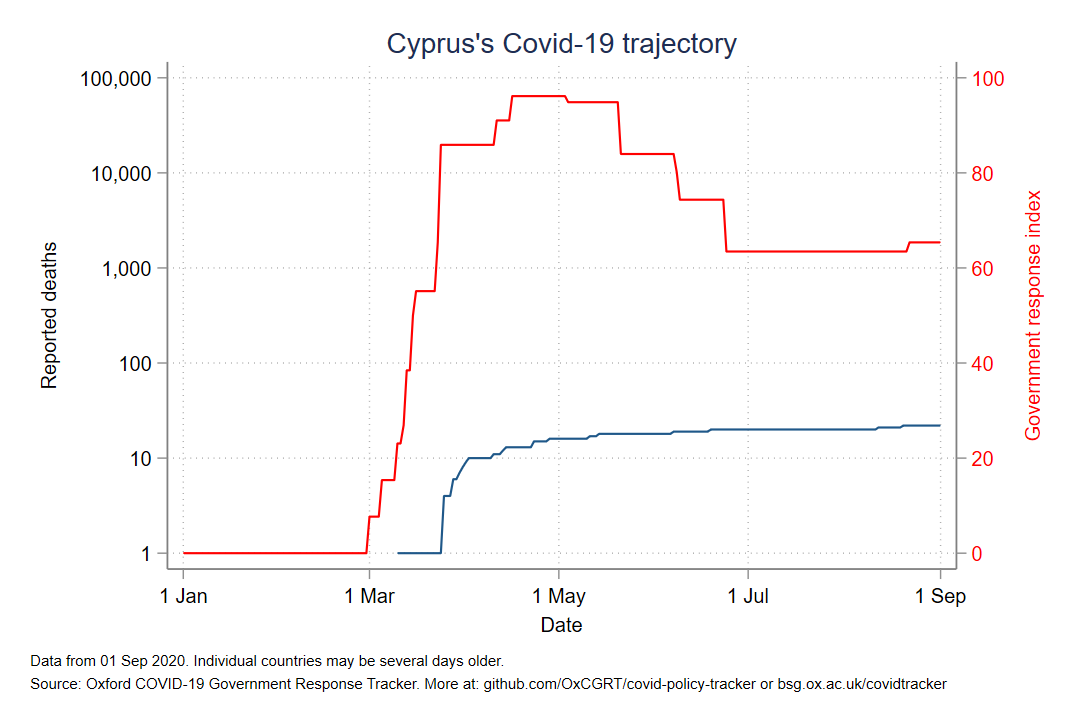 Cyprus's Covid-19 trajectory
100,000
10,000
1,000
100
10
1
Reported deaths
100
80
60
40
20
0
Government response index
1 Jan
1 Mar
1 May
1 Jul
1 Sep
Date
Data from 01 Sep 2020. Individual countries may be several days older.
Source: Oxford COVID-19 Government Response Tracker. More at: github.com/OxCGRT/covid-policy-tracker or bsg.ox.ac.uk/covidtracker